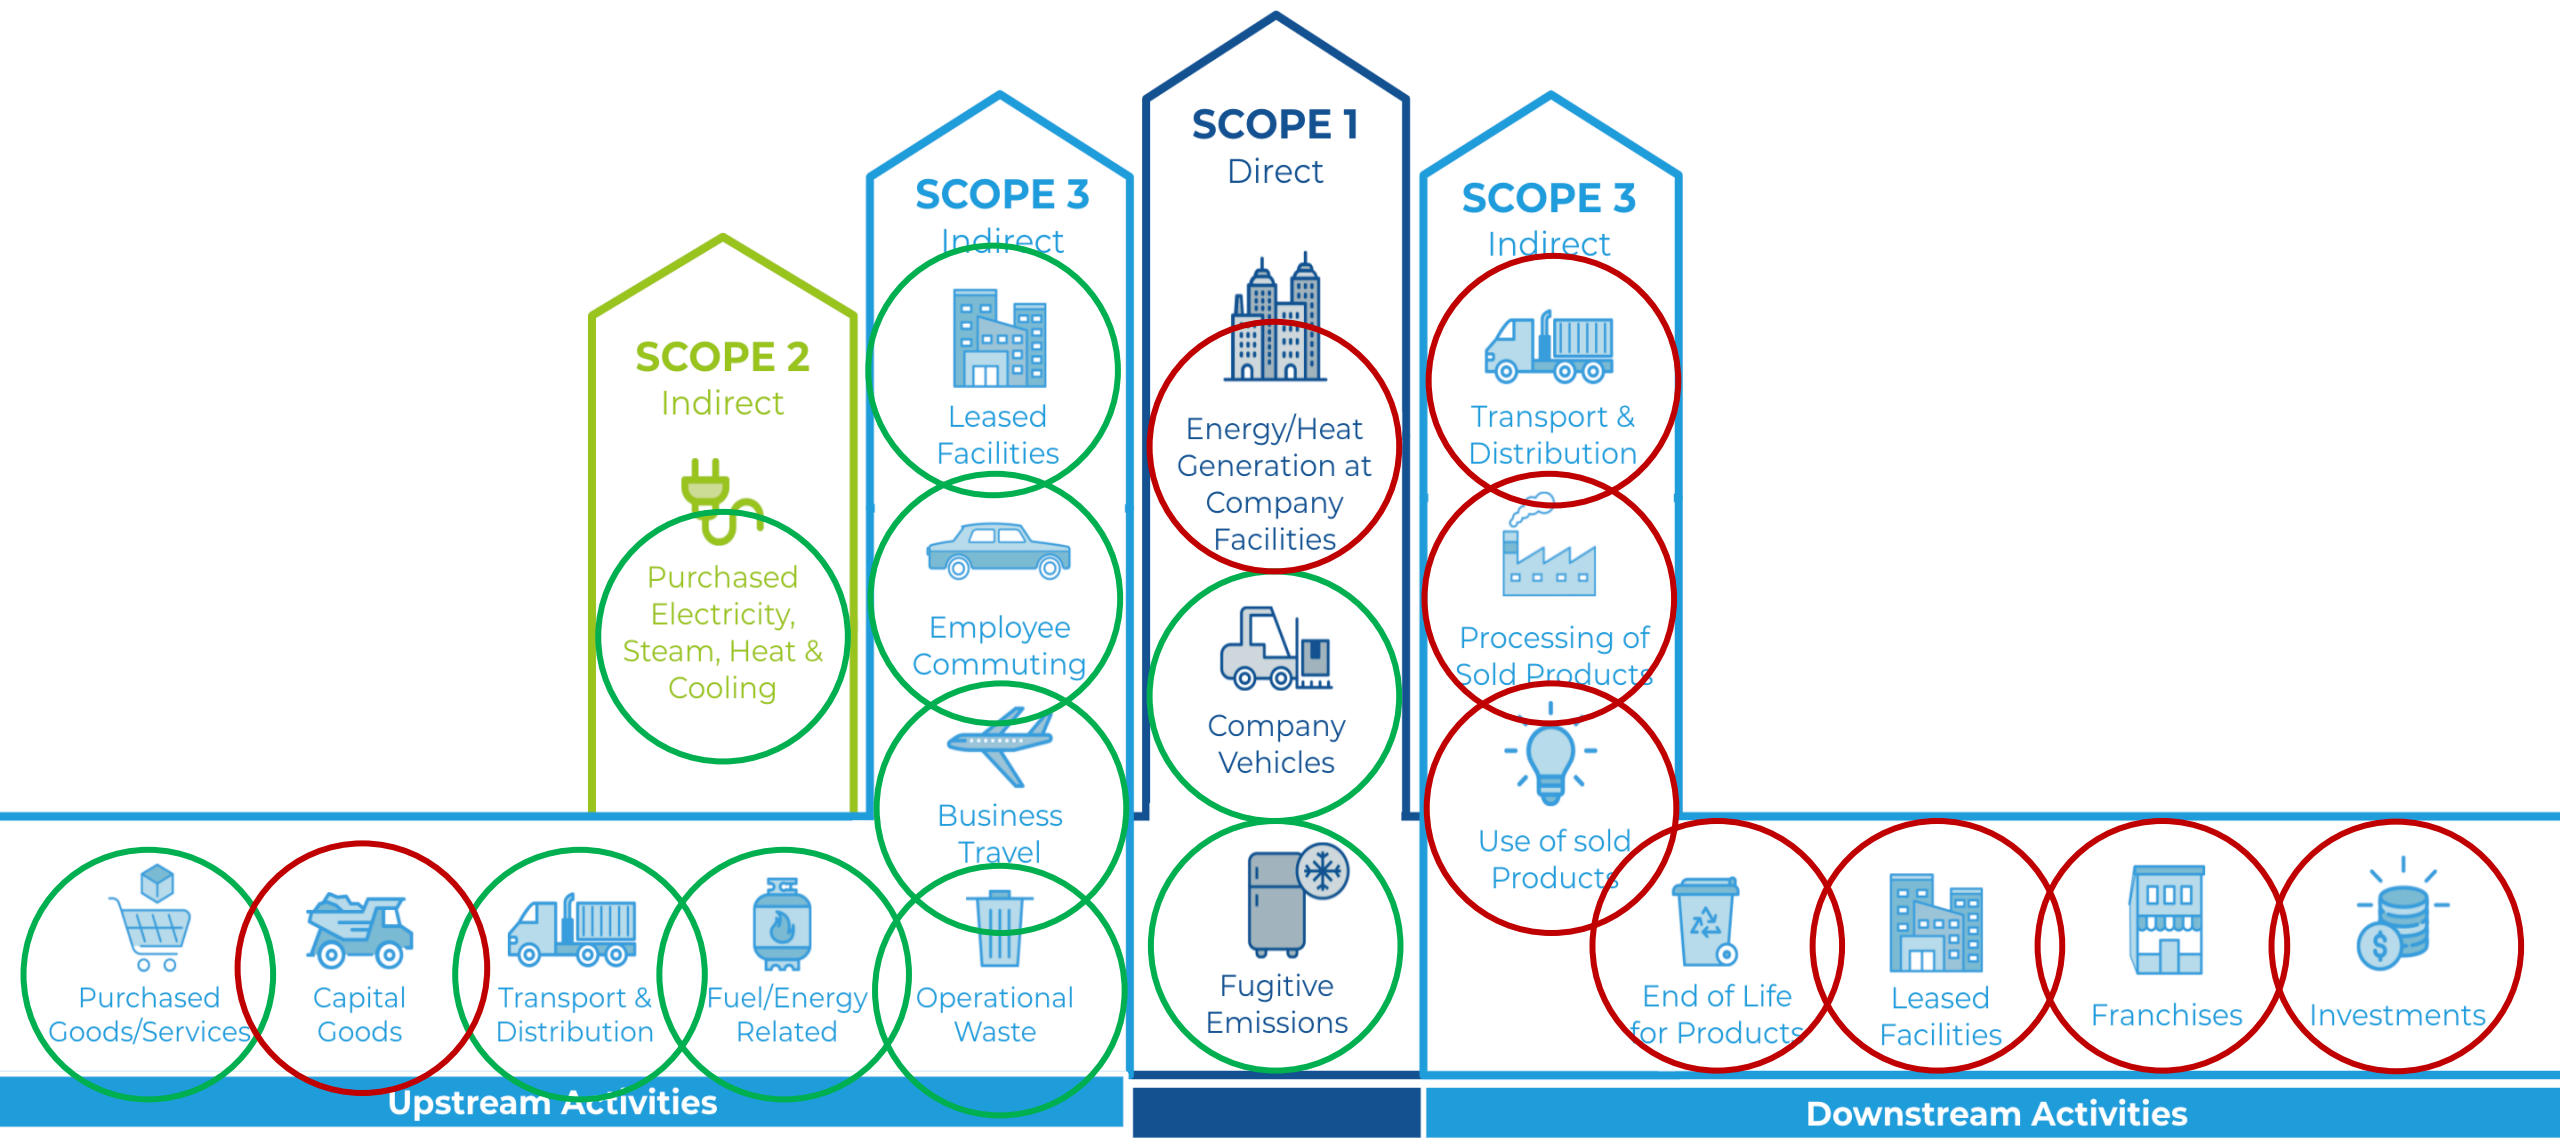 SCOPE 1
Direct
Energy/Heat
Generation at
Company
Facilities
Company
Vehicles
Fugitive
Emissions
SCOPE 2
Indirect
Purchased
Electricity,
Steam, Heat &
Cooling
SCOPE 3
Indirect
Leased
Facilities
Employee
Commuting
Business
Travel
Operational
Waste
Purchased
Goods/Services
Capital
Goods
Transport &
Distribution
Fuel/Energy
Related
Upstream Activities
SCOPE 3
Indirect
Transport &
Distribution
Processing of
Sold Products
Use of sold
Products
End of Life
for Products
Leased
Facilities
Franchises
Investments
Downstream Activities